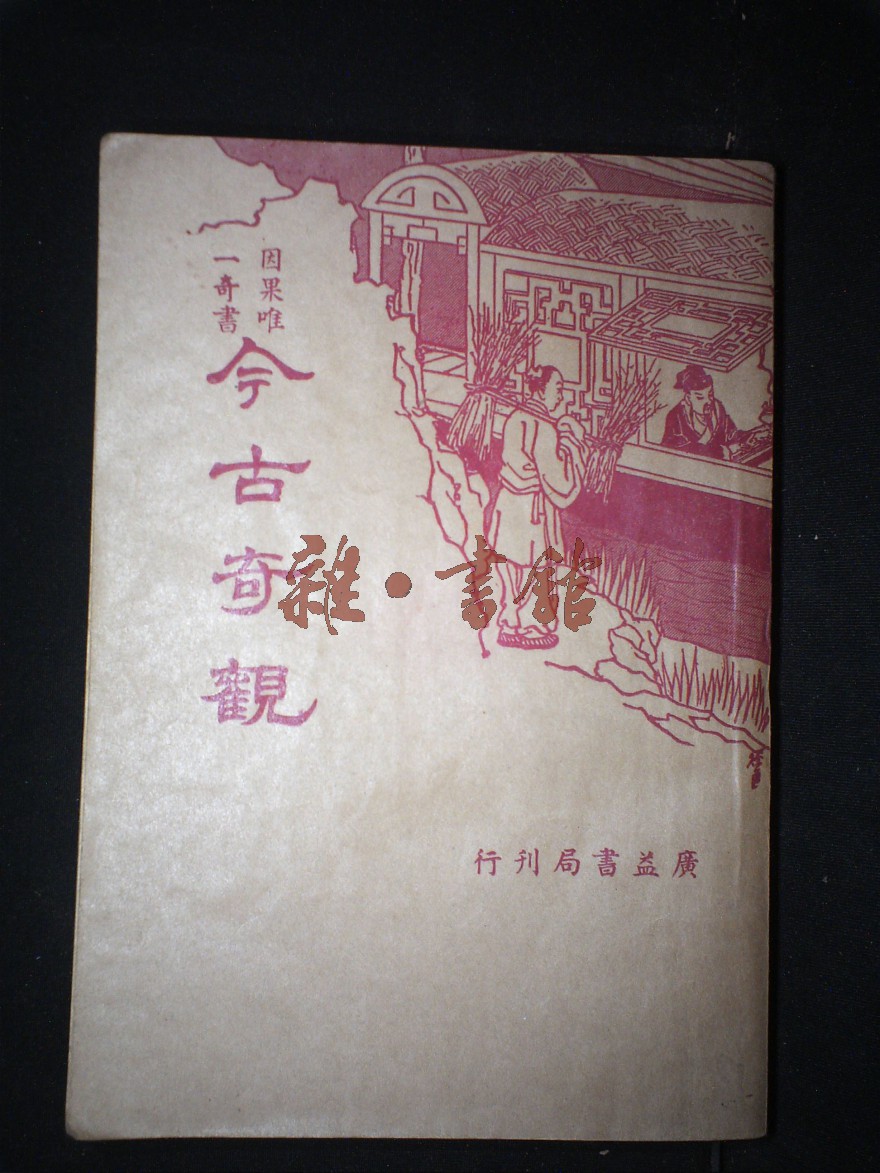 因果唯
一奇書
今古奇觀
雜·書館
廣益書局刊行